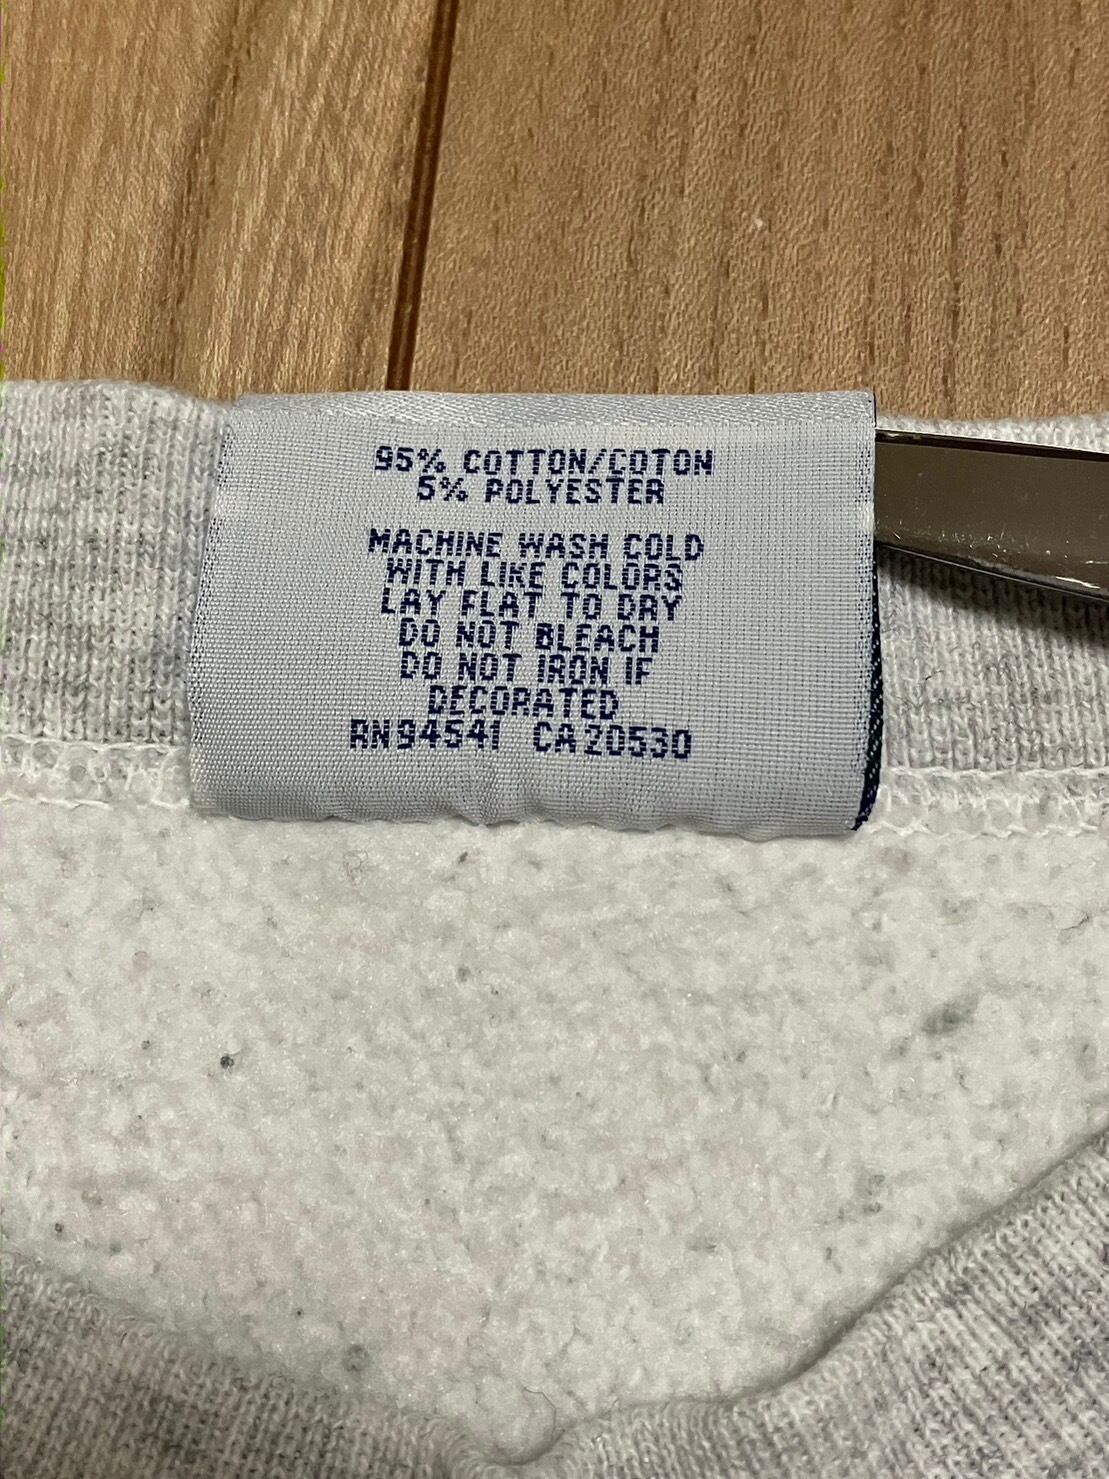 95% COTTON/COTON
5% POLYESTER
MACHINE WASH COLD
WITH LIKE COLORS
LAY FLAT TO DRY
DO NOT BLEACH
DO NOT IRON IF
DECORATED
RN94541 CA20530